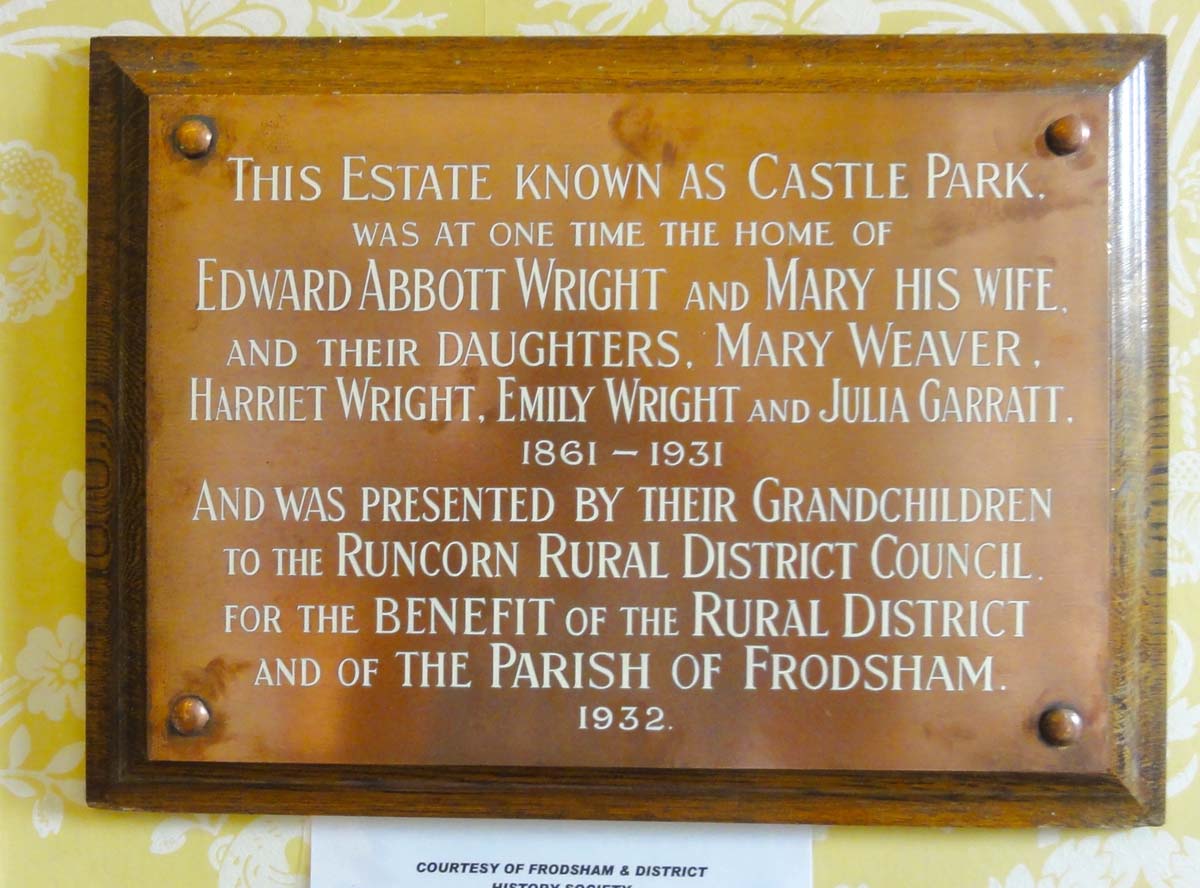 THIS ESTATE KNOWN AS CASTLE PARK,
WAS AT ONE TIME THE HOME OF
EDWARD ABBOTT WRIGHT AND MARY HIS WIFE,
AND THEIR DAUGHTERS, MARY WEAVER,
HARRIET WRIGHT, EMILY WRIGHT AND JULIA GARRATT,
1861 – 1931
AND WAS PRESENTED BY THEIR GRANDCHILDREN
TO THE RUNCORN RURAL DISTRICT COUNCIL.
FOR THE BENEFIT OF THE RURAL DISTRICT
AND OF THE PARISH OF FRODSHAM.
1932.
COURTESY OF FRODSHAM & DISTRICT
HISTORY SOCIETY